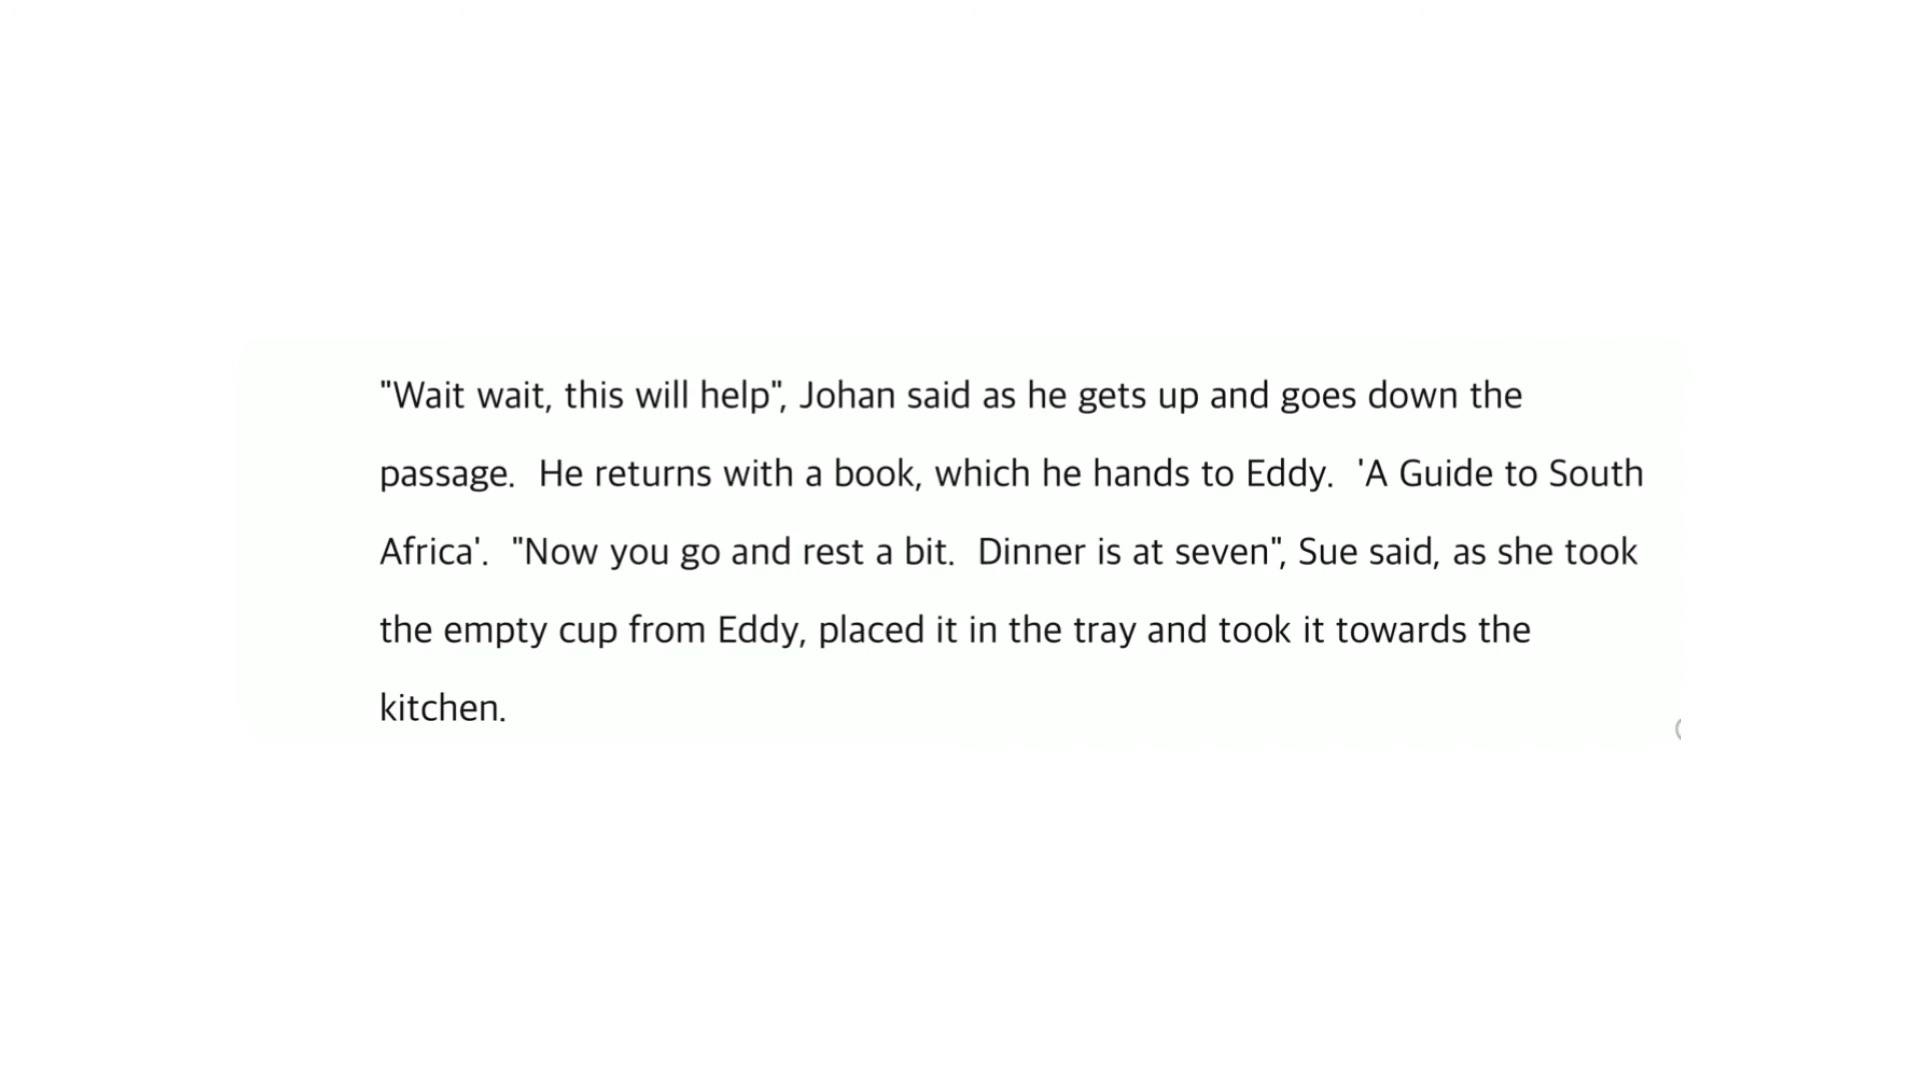 "Wait wait, this will help", Johan said as he gets up and goes down the
passage.  He returns with a book, which he hands to Eddy.  'A Guide to South
Africa'.  "Now you go and rest a bit.  Dinner is at seven", Sue said, as she took
the empty cup from Eddy, placed it in the tray and took it towards the
kitchen.